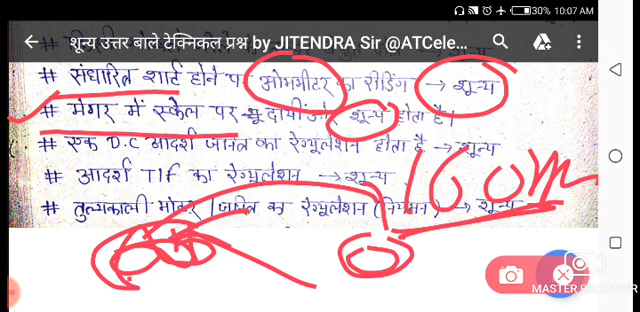 30% 10:07 AM
शून्य उत्तर बाले टेक्निकल प्रश्न by JITENDRA Sir @ATCele...
# संधारित्र शार्ट होने पर ओममीटर का रीडिंग → शून्य
# मेगर में स्केल पर शून्य होता है।
# एक D.C आदर्श जनित्र का रेगुलेशन होता है → शून्य
# आदर्श T/F का रेगुलेशन → शून्य
# तुल्यकाली मोटर / जनित्र का रेगुलेशन (नियमन) → शून्य
MASTER RECORDER